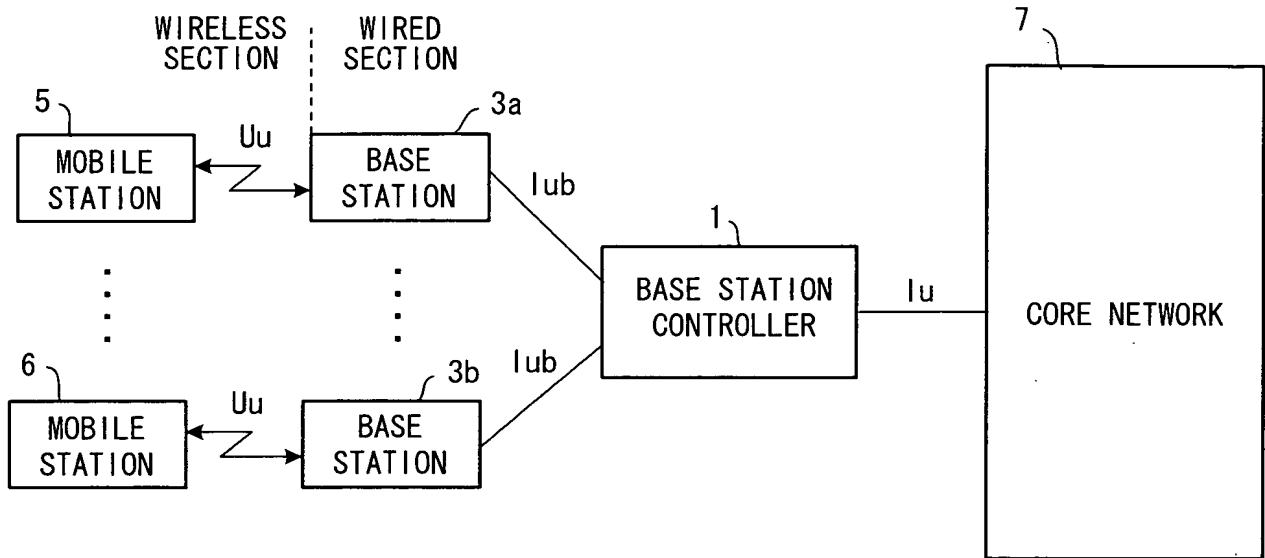 WIRELESS SECTION
WIRED SECTION
7
5
3a
Uu
MOBILE STATION
BASE STATION
Iub
1
BASE STATION CONTROLLER
Iu
CORE NETWORK
Iub
6
3b
Uu
MOBILE STATION
BASE STATION